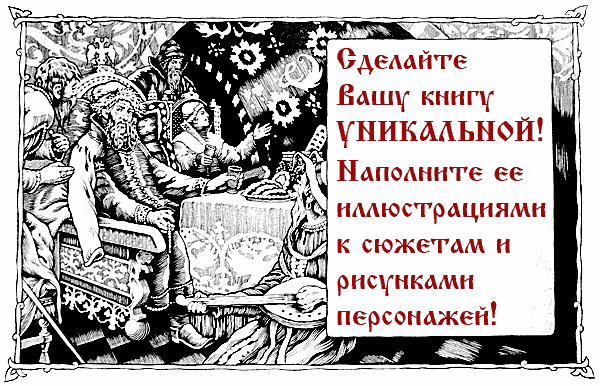 Сделайте
Вашу книгу
УНИКАЛЬНОЙ!
Наполните ее
иллюстрациями
к сюжетам и
рисунками
персонажей!